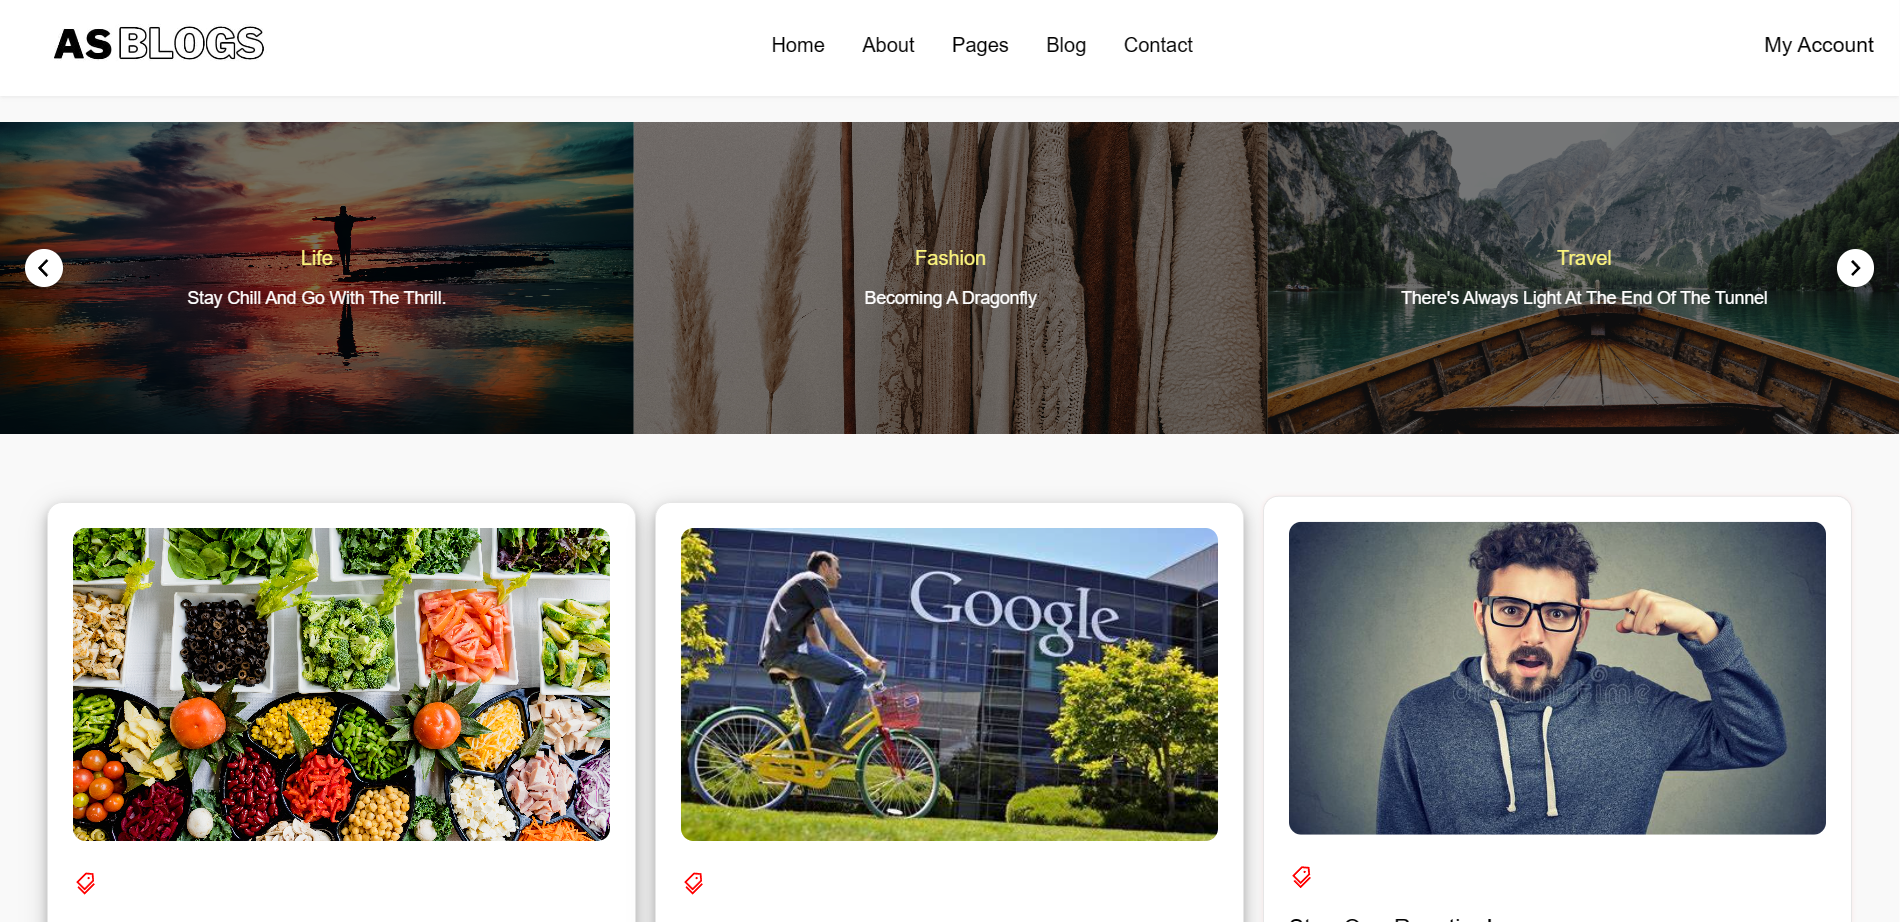 AS BLOGS
Home About Pages Blog Contact
My Account
Life
Stay Chill And Go With The Thrill.
Fashion
Becoming A Dragonfly
Travel
There's Always Light At The End Of The Tunnel
Google
dreamstime